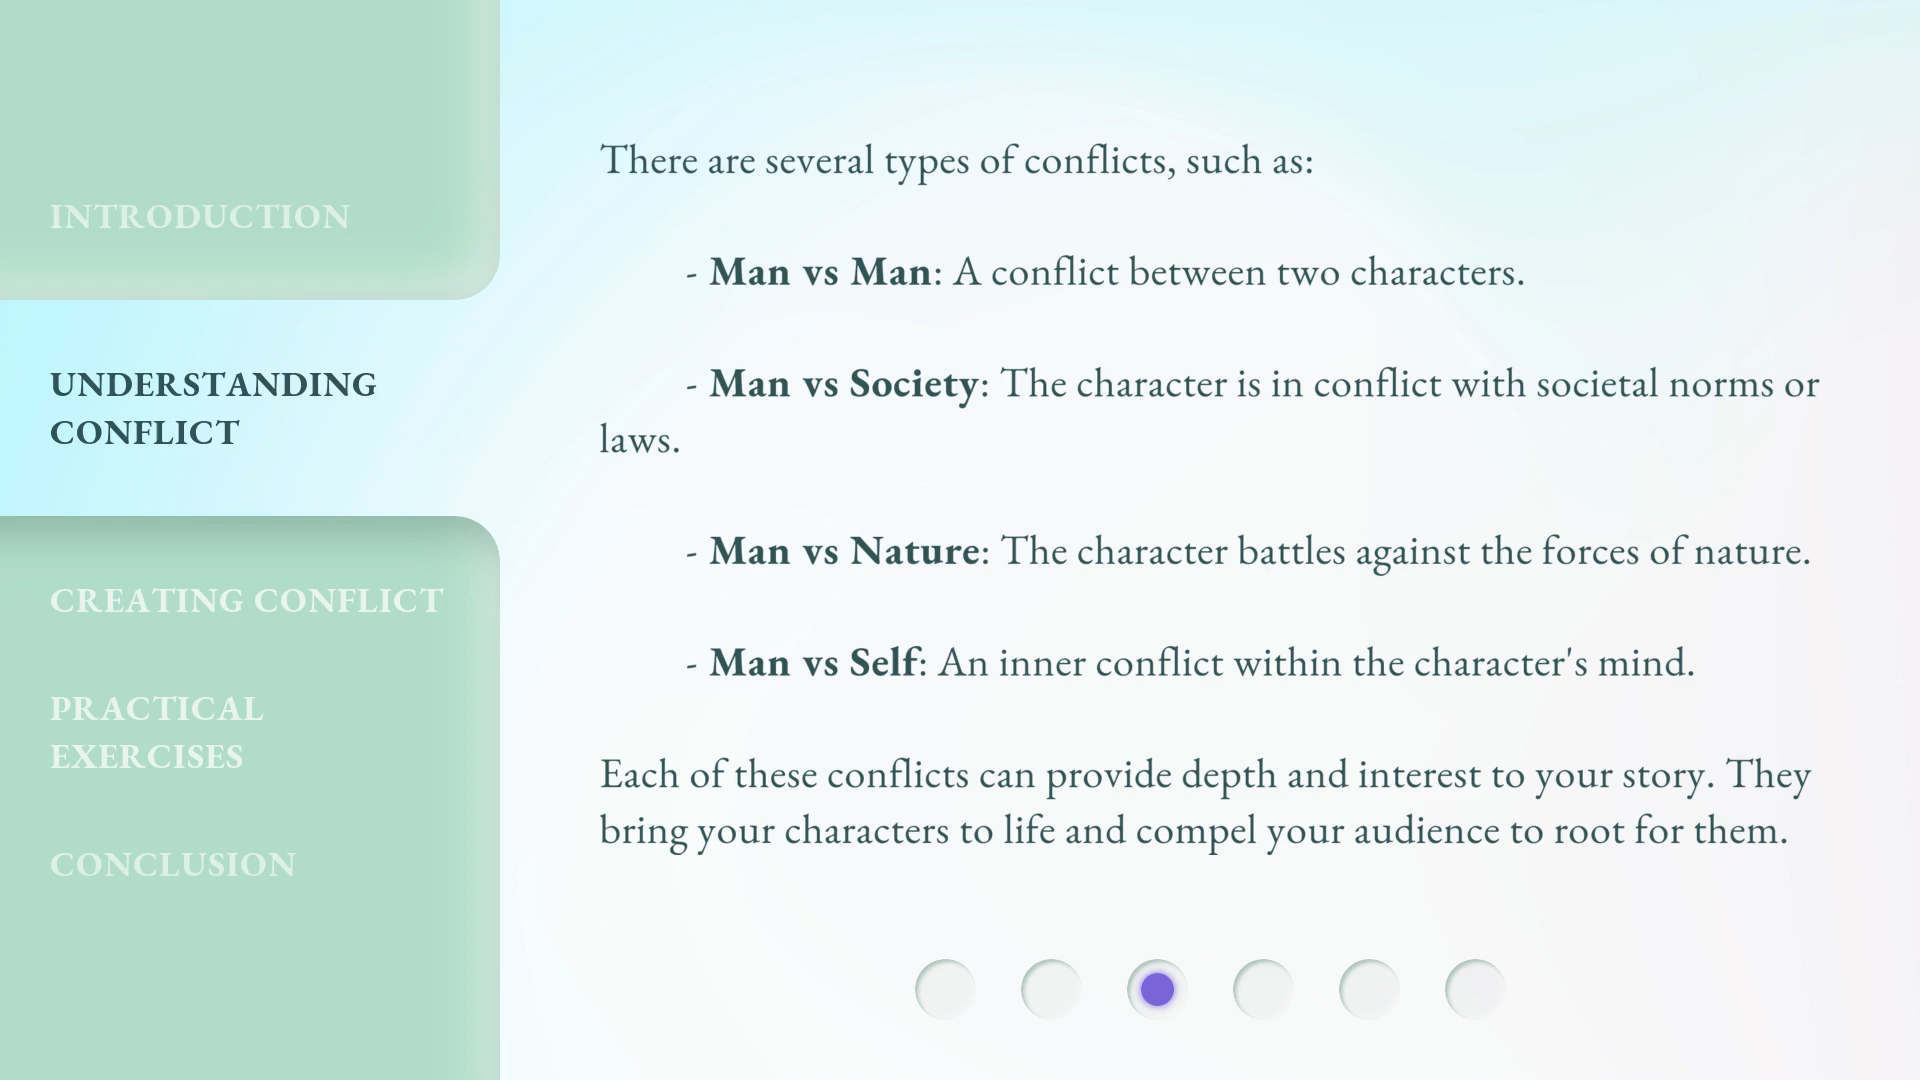 INTRODUCTION
UNDERSTANDING
CONFLICT
CREATING CONFLICT
PRACTICAL
EXERCISES
CONCLUSION
There are several types of conflicts, such as:
- Man vs Man: A conflict between two characters.
- Man vs Society: The character is in conflict with societal norms or
laws.
- Man vs Nature: The character battles against the forces of nature.
- Man vs Self: An inner conflict within the character's mind.
Each of these conflicts can provide depth and interest to your story. They
bring your characters to life and compel your audience to root for them.